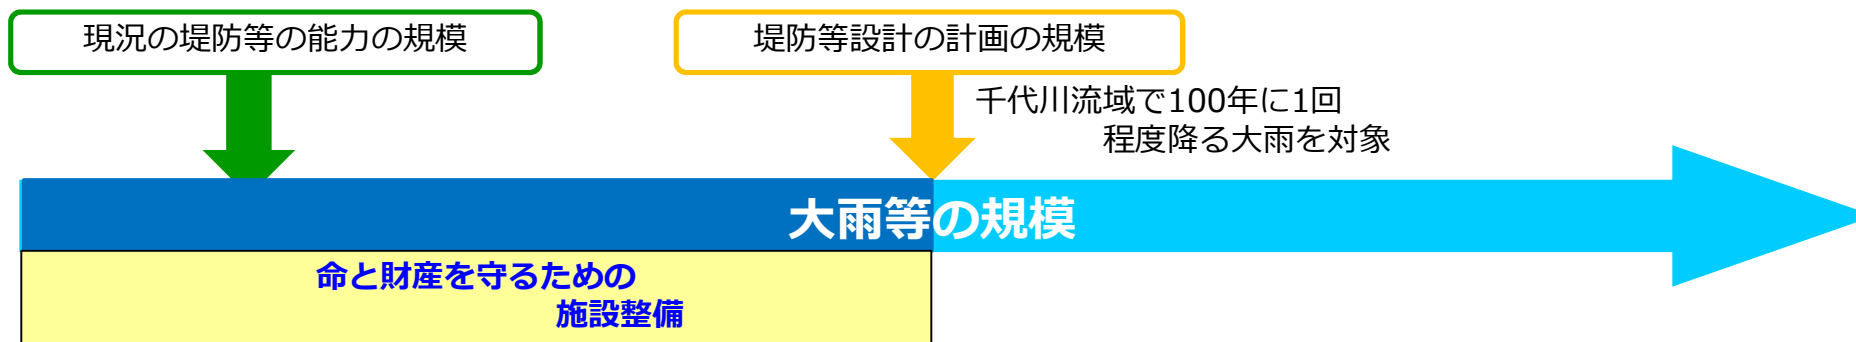 現況の堤防等の能力の規模
堤防等設計の計画の規模
千代川流域で100年に1回
程度降る大雨を対象
大雨等の規模
命と財産を守るための
施設整備